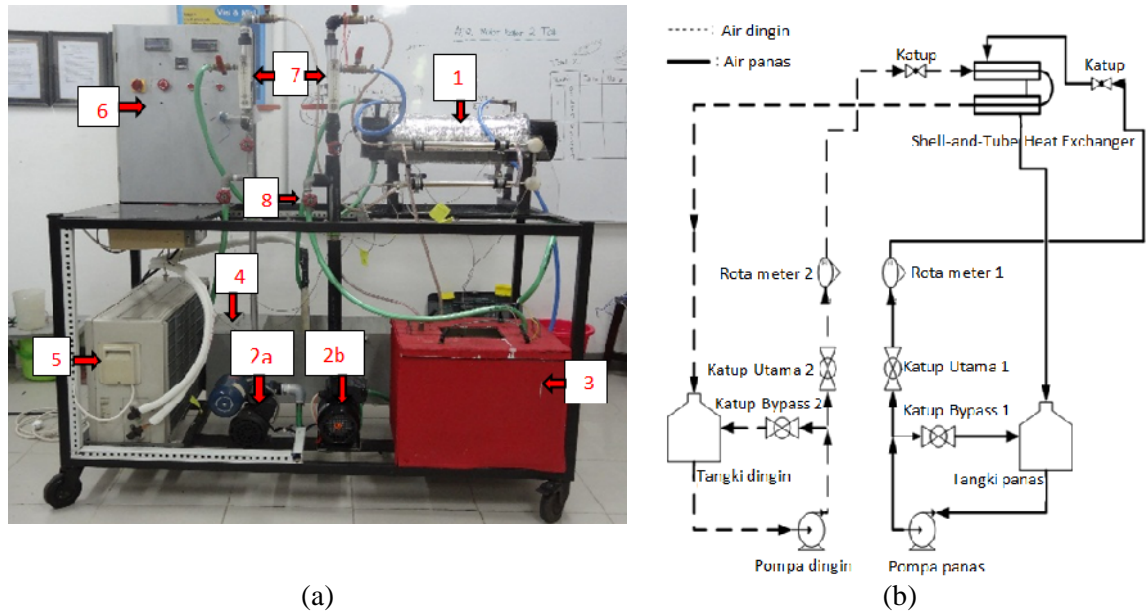 7
1
6
8
4
5
2a
2b
3
(a)
Air dingin
Air panas
Katup
Katup
Shell-and-Tube Heat Exchanger
Rota meter 2
Rota meter 1
Katup Utama 2
Katup Utama 1
Katup Bypass 2
Katup Bypass 1
Tangki dingin
Tangki panas
Pompa dingin
Pompa panas
(b)